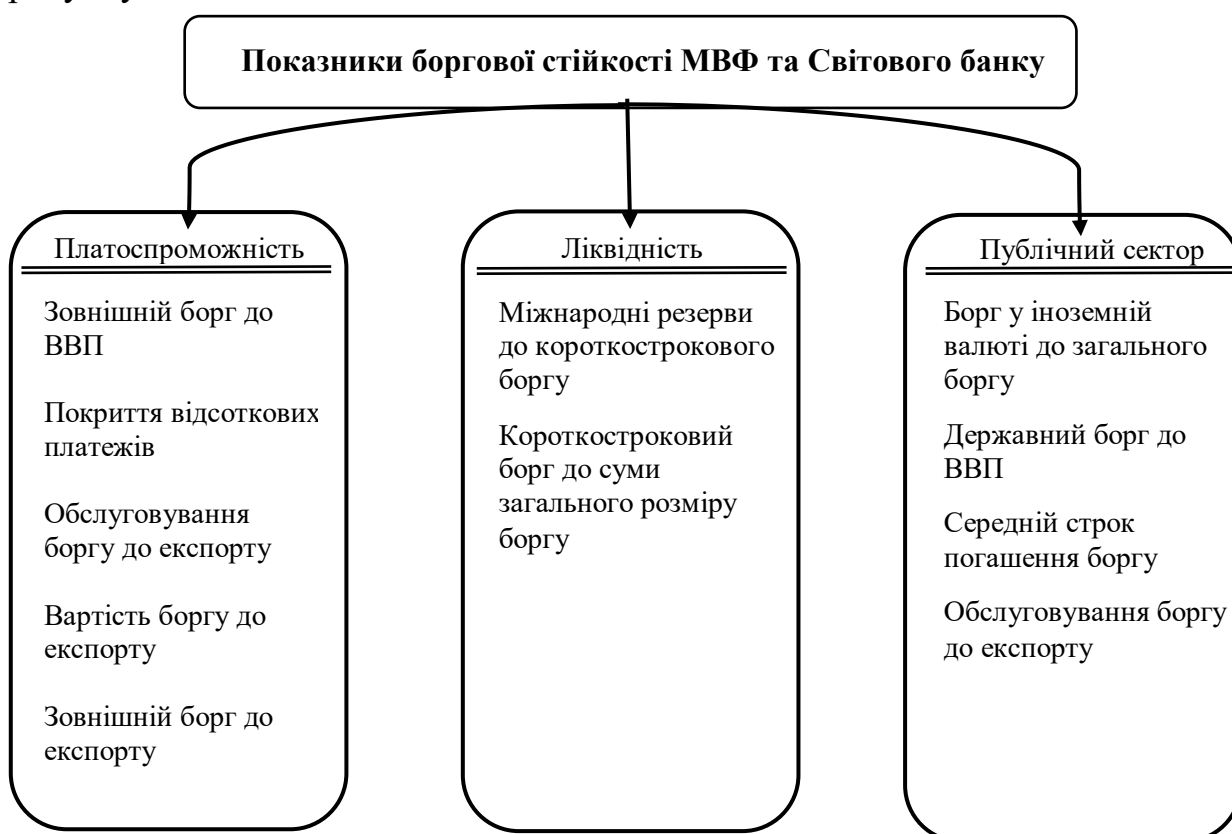 Показники боргової стійкості МВФ та Світового банку
Платоспроможність
Зовнішній борг до
ВВП
Покриття відсоткових
платежів
Обслуговування
боргу до експорту
Вартість боргу до
експорту
Зовнішній борг до
експорту
Ліквідність
Міжнародні резерви
до короткострокового
боргу
Короткостроковий
борг до суми
загального розміру
боргу
Публічний сектор
Борг у іноземній
валюті до загального
боргу
Державний борг до
ВВП
Середній строк
погашення боргу
Обслуговування боргу
до експорту